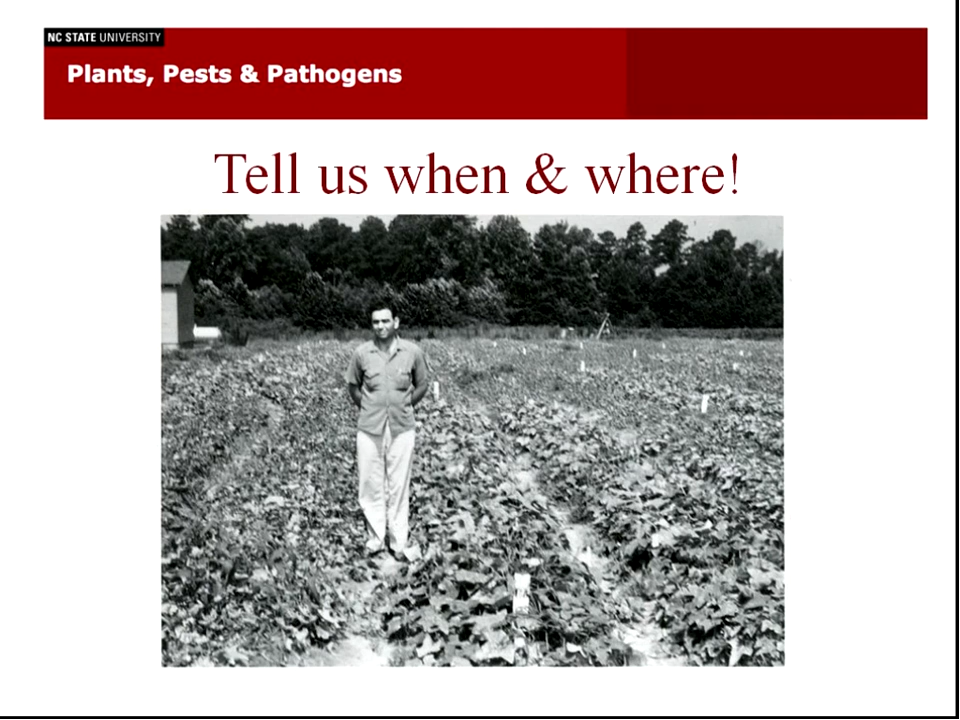 NC STATE UNIVERSITY
Plants, Pests & Pathogens
Tell us when & where!